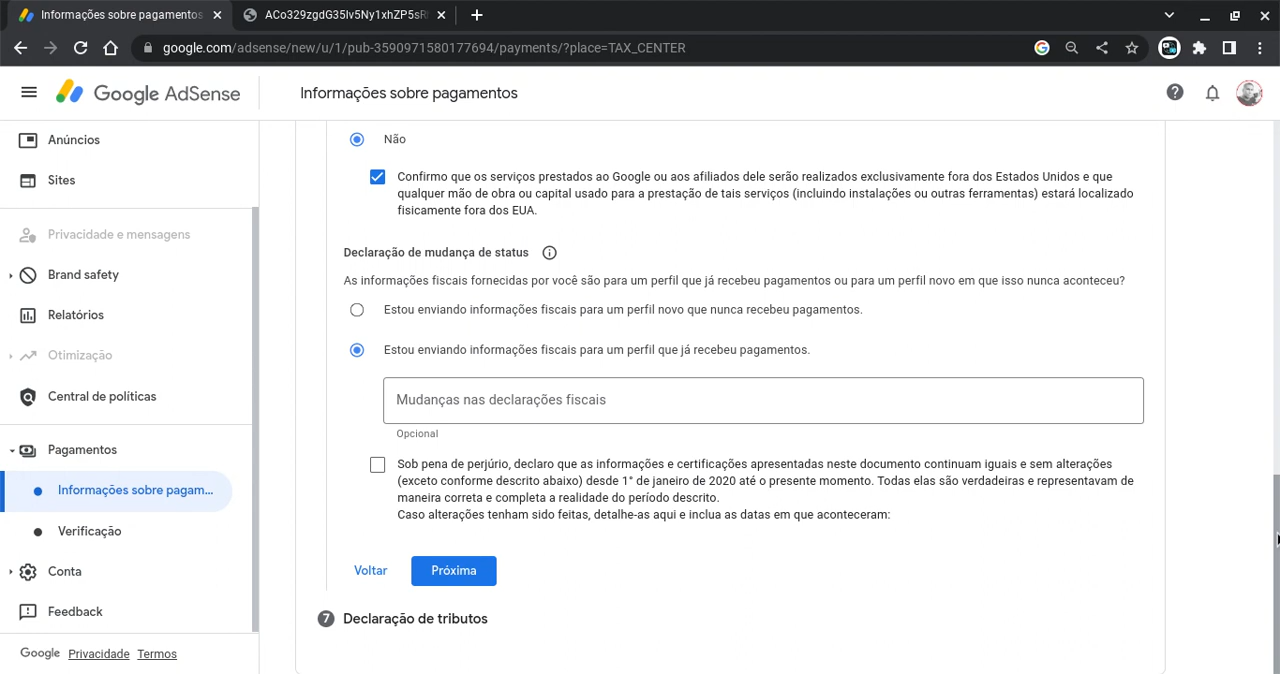 Informações sobre pagamentos
ACo329zgdG35lv5Ny1xhZP5sR
google.com/adsense/new/u/1/pub-3590971580177694/payments/?place=TAX_CENTER
Google AdSense
Informações sobre pagamentos
Anúncios
Sites
Privacidade e mensagens
Brand safety
Relatórios
Otimização
Central de políticas
Pagamentos
Informações sobre pagam...
Verificação
Conta
Feedback
Google Privacidade Termos
Não
Confirmo que os serviços prestados ao Google ou aos afiliados dele serão realizados exclusivamente fora dos Estados Unidos e que
qualquer mão de obra ou capital usado para a prestação de tais serviços (incluindo instalações ou outras ferramentas) estará localizado
fisicamente fora dos EUA.
Declaração de mudança de status
As informações fiscais fornecidas por você são para um perfil que já recebeu pagamentos ou para um perfil novo em que isso nunca aconteceu?
Estou enviando informações fiscais para um perfil novo que nunca recebeu pagamentos.
Estou enviando informações fiscais para um perfil que já recebeu pagamentos.
Mudanças nas declarações fiscais
Opcional
Sob pena de perjúrio, declaro que as informações e certificações apresentadas neste documento continuam iguais e sem alterações
(exceto conforme descrito abaixo) desde 1° de janeiro de 2020 até o presente momento. Todas elas são verdadeiras e representavam de
maneira correta e completa a realidade do período descrito.
Caso alterações tenham sido feitas, detalhe-as aqui e inclua as datas em que aconteceram:
Voltar
Próxima
7 Declaração de tributos